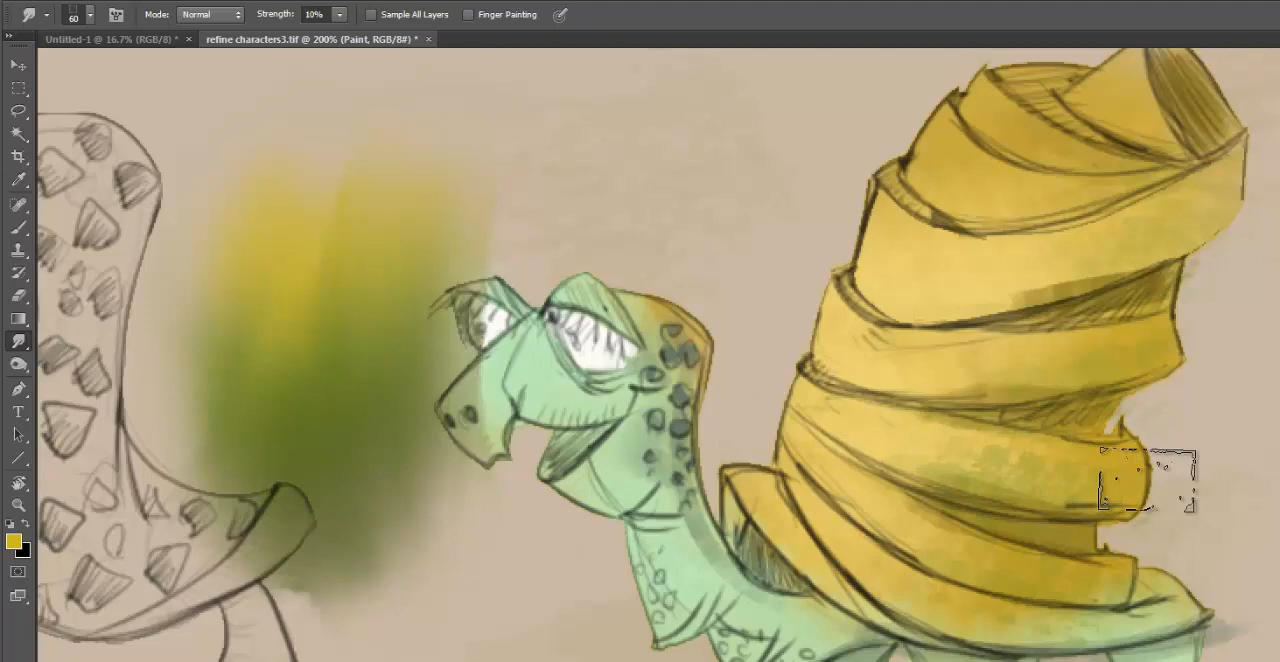 60 Mode: Normal Strength: 10% Sample All Layers Finger Painting
Untitled-1 @ 16.7% (RGB/8) * × refine characters3.tif @ 200% (Paint, RGB/8#) * ×
T